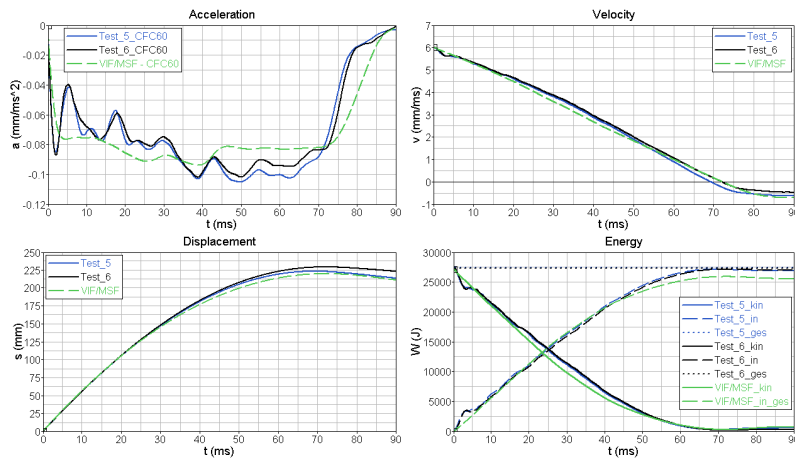 Acceleration
Test_5_CFC60
Test_6_CFC60
VIF/MSF - CFC60
a (mm/ms^2)
0
-0.02
-0.04
-0.06
-0.08
-0.1
-0.12
0 10 20 30 40 50 60 70 80 90
t (ms)
Velocity
Test_5
Test_6
VIF/MSF
v (mm/ms)
7
6
5
4
3
2
1
0
-1
0 10 20 30 40 50 60 70 80 90
t (ms)
Displacement
Test_5
Test_6
VIF/MSF
s (mm)
250
225
200
175
150
125
100
75
50
25
0
0 10 20 30 40 50 60 70 80 90
t (ms)
Energy
W (J)
30000
25000
20000
15000
10000
5000
0
Test_5_kin
Test_5_in
Test_5_ges
Test_6_kin
Test_6_in
Test_6_ges
VIF/MSF_kin
VIF/MSF_in_ges
0 10 20 30 40 50 60 70 80 90
t (ms)